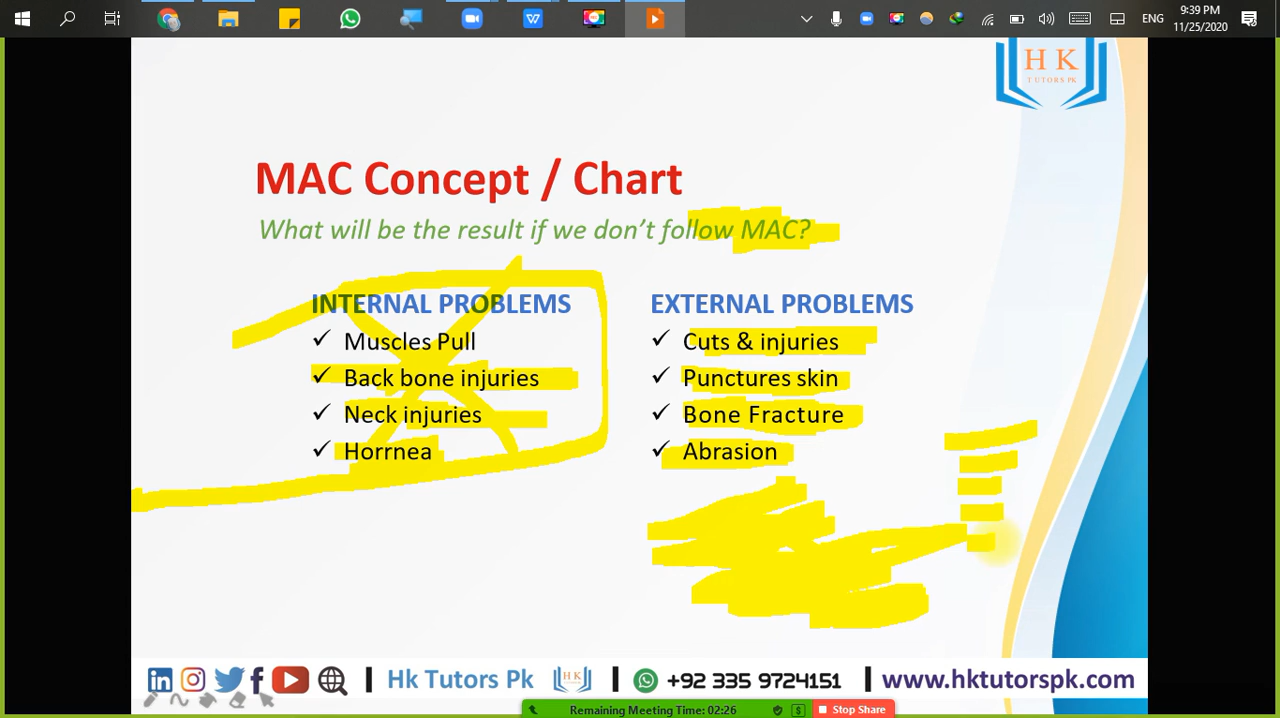 9:39 PM
ENG
11/25/2020
H K
TUTORS PK
MAC Concept / Chart
What will be the result if we don't follow MAC?
INTERNAL PROBLEMS
✓ Muscles Pull
✓ Back bone injuries
✓ Neck injuries
✓ Horrnea
EXTERNAL PROBLEMS
✓ Cuts & injuries
✓ Punctures skin
✓ Bone Fracture
✓ Abrasion
Hk Tutors Pk | HK | +92 335 9724151 | www.hktutorspk.com
Remaining Meeting Time: 02:26 Stop Share